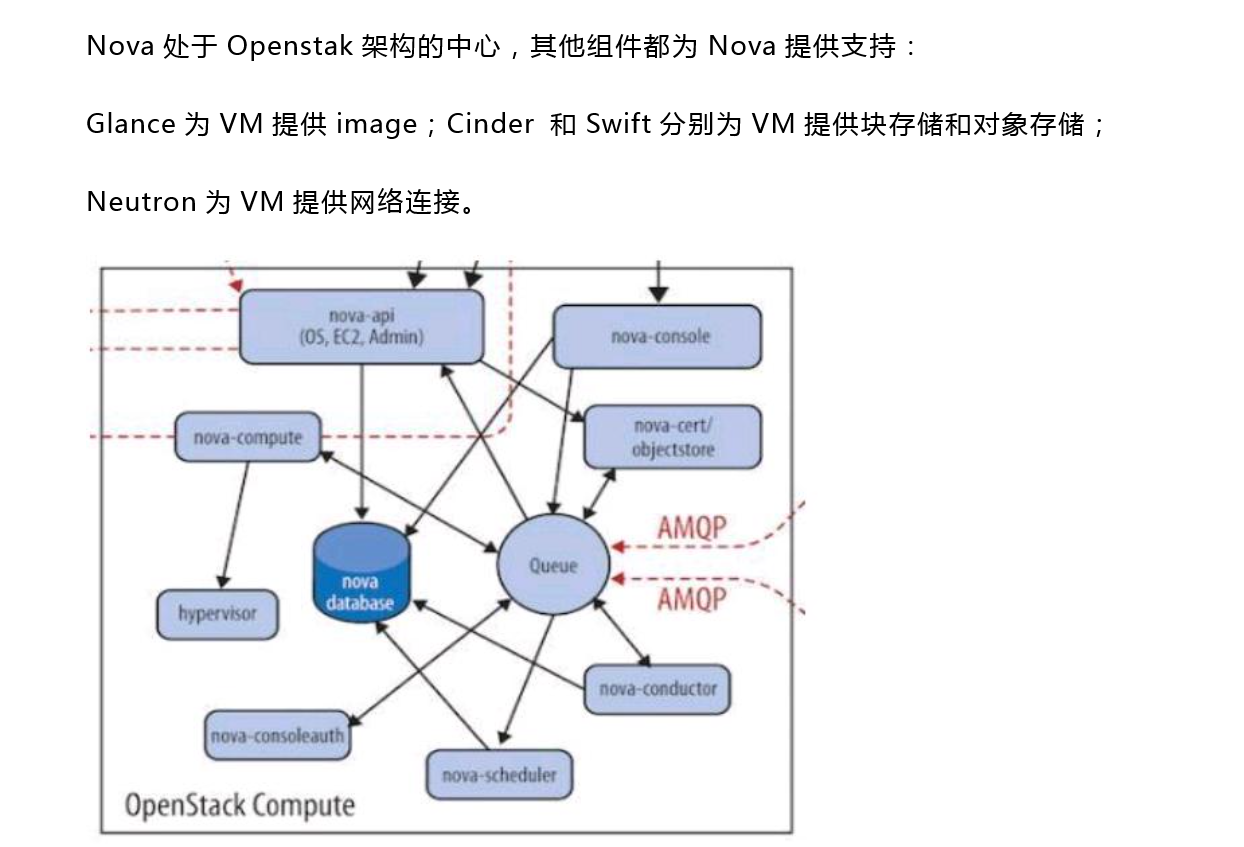 Nova 处于 Openstak 架构的中心，其他组件都为 Nova 提供支持：
Glance 为 VM 提供 image；Cinder 和 Swift 分别为 VM 提供块存储和对象存储；
Neutron 为 VM 提供网络连接。
nova-api
(OS, EC2, Admin)
nova-console
nova-cert/
objectstore
nova-compute
AMQP
Queue
nova
database
AMQP
hypervisor
nova-conductor
nova-consoleauth
nova-scheduler
OpenStack Compute